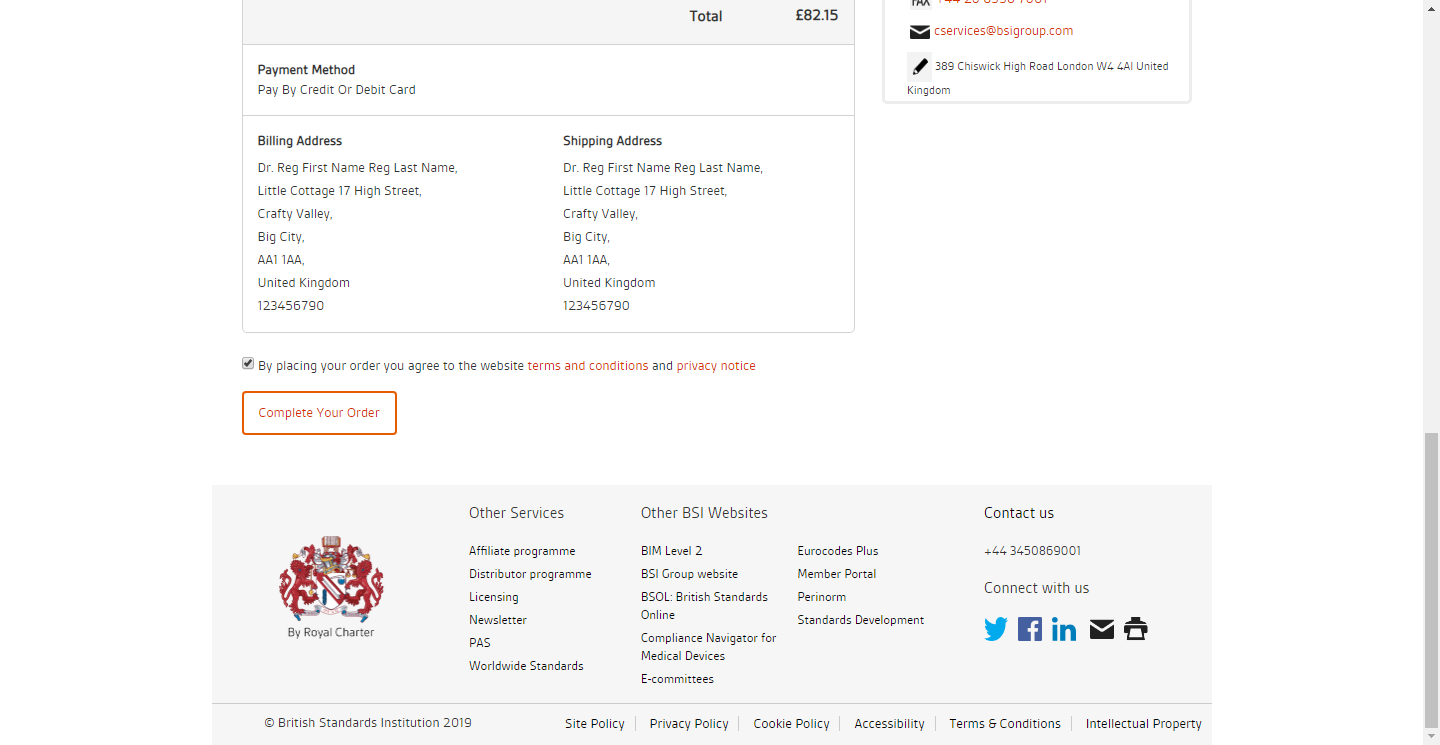 Total £82.15
Payment Method
Pay By Credit Or Debit Card
Billing Address
Dr. Reg First Name Reg Last Name,
Little Cottage 17 High Street,
Crafty Valley,
Big City,
AA1 1AA,
United Kingdom
123456790
Shipping Address
Dr. Reg First Name Reg Last Name,
Little Cottage 17 High Street,
Crafty Valley,
Big City,
AA1 1AA,
United Kingdom
123456790
By placing your order you agree to the website terms and conditions and privacy notice
Complete Your Order
cservices@bsigroup.com
389 Chiswick High Road London W4 4Al United
Kingdom
By Royal Charter
Other Services
Affiliate programme
Distributor programme
Licensing
Newsletter
PAS
Worldwide Standards
Other BSI Websites
BIM Level 2
BSI Group website
BSOL: British Standards
Online
Compliance Navigator for
Medical Devices
E-committees
Eurocodes Plus
Member Portal
Perinorm
Standards Development
Contact us
+44 3450869001
Connect with us
© British Standards Institution 2019
Site Policy
Privacy Policy
Cookie Policy
Accessibility
Terms & Conditions
Intellectual Property